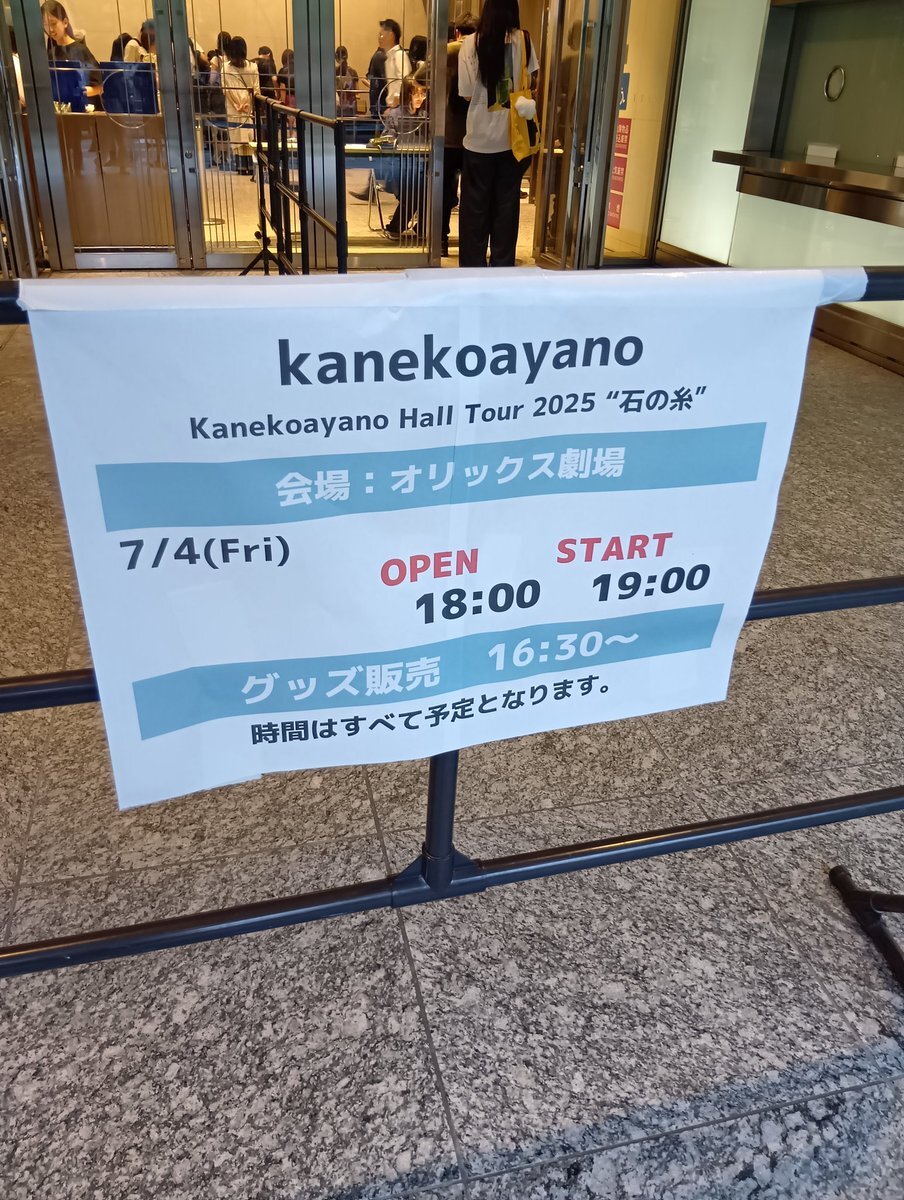 kanekoayano
Kanekoayano Hall Tour 2025 “石の糸”
会場：オリックス劇場
7/4(Fri)
OPEN
START
18:00
19:00
グッズ販売 16:30〜
時間はすべて予定となります。